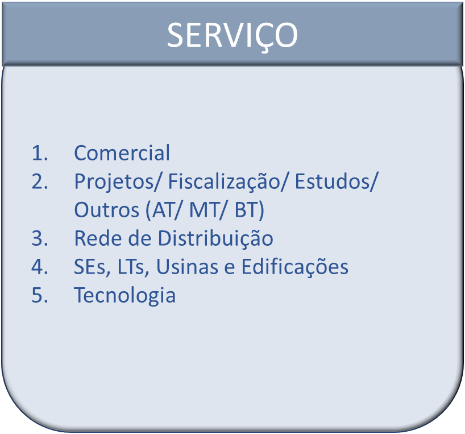 SERVIÇO
1. Comercial
2. Projetos/ Fiscalização/ Estudos/
Outros (AT/ MT/ BT)
3. Rede de Distribuição
4. SEs, LTs, Usinas e Edificações
5. Tecnologia